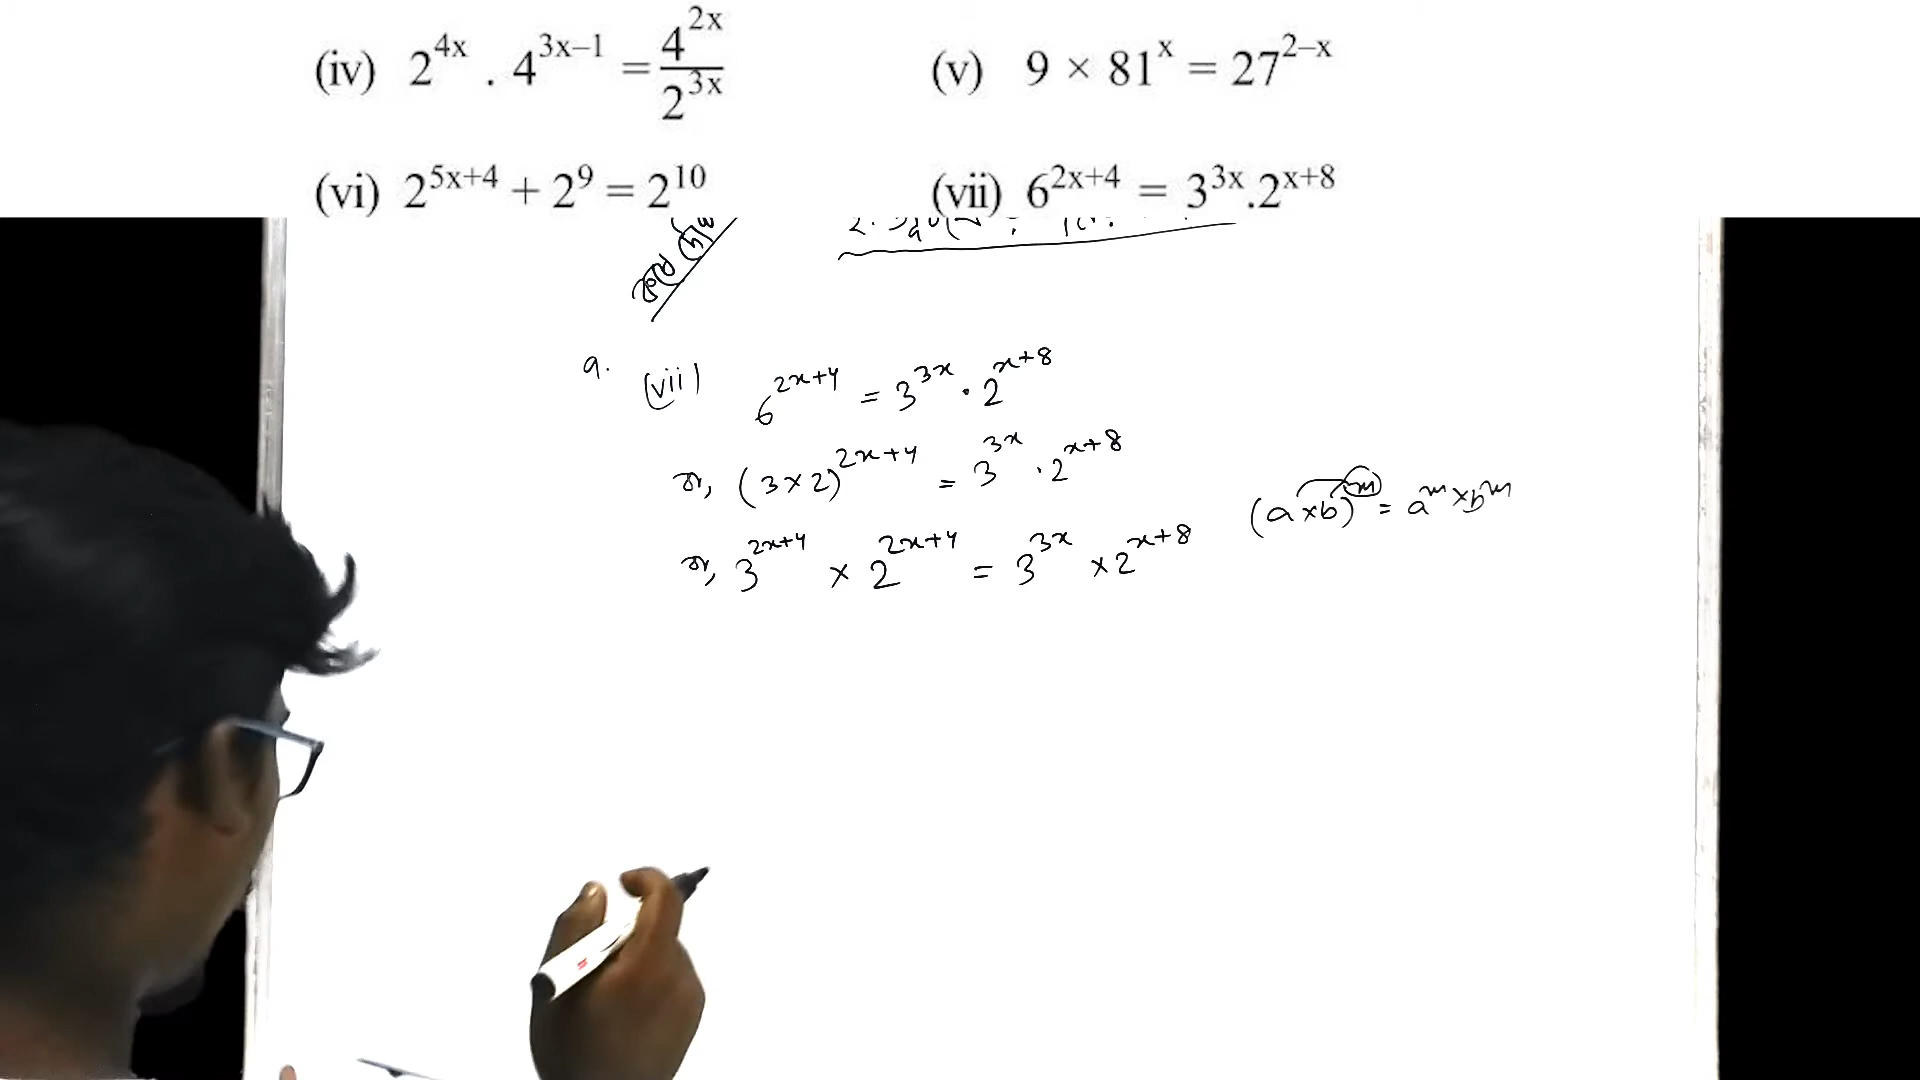 (iv) 2^{4x} . 4^{3x–1} = \frac{4^{2x}}{2^{3x}}
(v) 9 × 81^{x} = 27^{2–x}
(vi) 2^{5x+4} + 2^{9} = 2^{10}
(vii) 6^{2x+4} = 3^{3x}.2^{x+8}
9. (vii) 6^{2x+4} = 3^{3x} · 2^{x+8}
বা, (3×2)^{2x+4} = 3^{3x} · 2^{x+8}
(a×b)^{m} = a^{m}×b^{m}
বা, 3^{2x+4} × 2^{2x+4} = 3^{3x} × 2^{x+8}